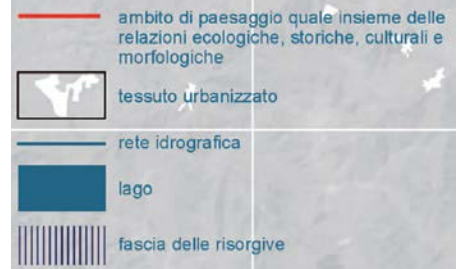 ambito di paesaggio quale insieme delle
relazioni ecologiche, storiche, culturali e
morfologiche
tessuto urbanizzato
rete idrografica
lago
fascia delle risorgive